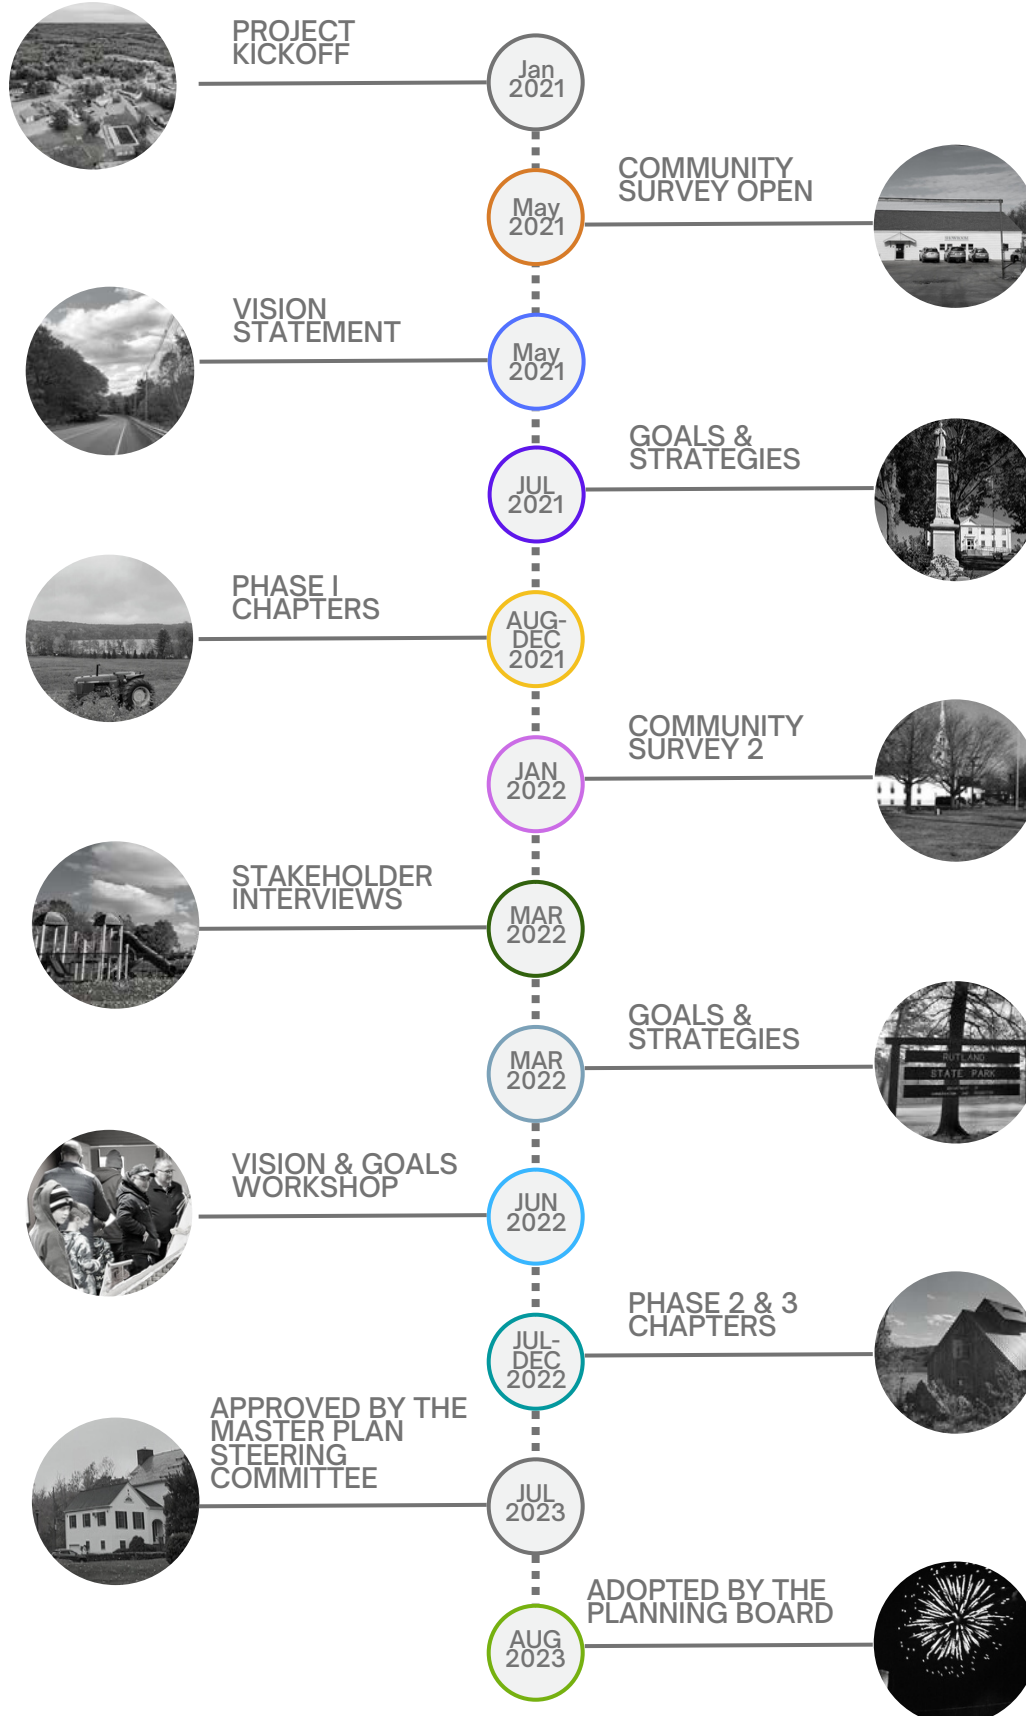 PROJECT
KICKOFF
Jan
2021
COMMUNITY
SURVEY OPEN
May
2021
VISION
STATEMENT
May
2021
GOALS &
STRATEGIES
JUL
2021
PHASE I
CHAPTERS
AUG-
DEC
2021
COMMUNITY
SURVEY 2
JAN
2022
STAKEHOLDER
INTERVIEWS
MAR
2022
GOALS &
STRATEGIES
MAR
2022
RUTLAND
STATE PARK
VISION & GOALS
WORKSHOP
JUN
2022
PHASE 2 & 3
CHAPTERS
JUL-
DEC
2022
APPROVED BY THE
MASTER PLAN
STEERING
COMMITTEE
JUL
2023
ADOPTED BY THE
PLANNING BOARD
AUG
2023